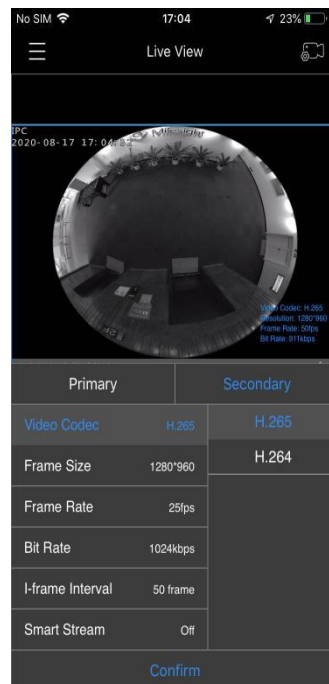 No SIM 17:04 23%
Live View
IPC
2020-08-17 17:04:52
Video Codec: H.265
Resolution: 1280*960
Frame Rate: 50fps
Bit Rate: 911kbps
Primary Secondary
Video Codec H.265 H.265
Frame Size 1280*960 H.264
Frame Rate 25fps
Bit Rate 1024kbps
I-frame Interval 50 frame
Smart Stream Off
Confirm